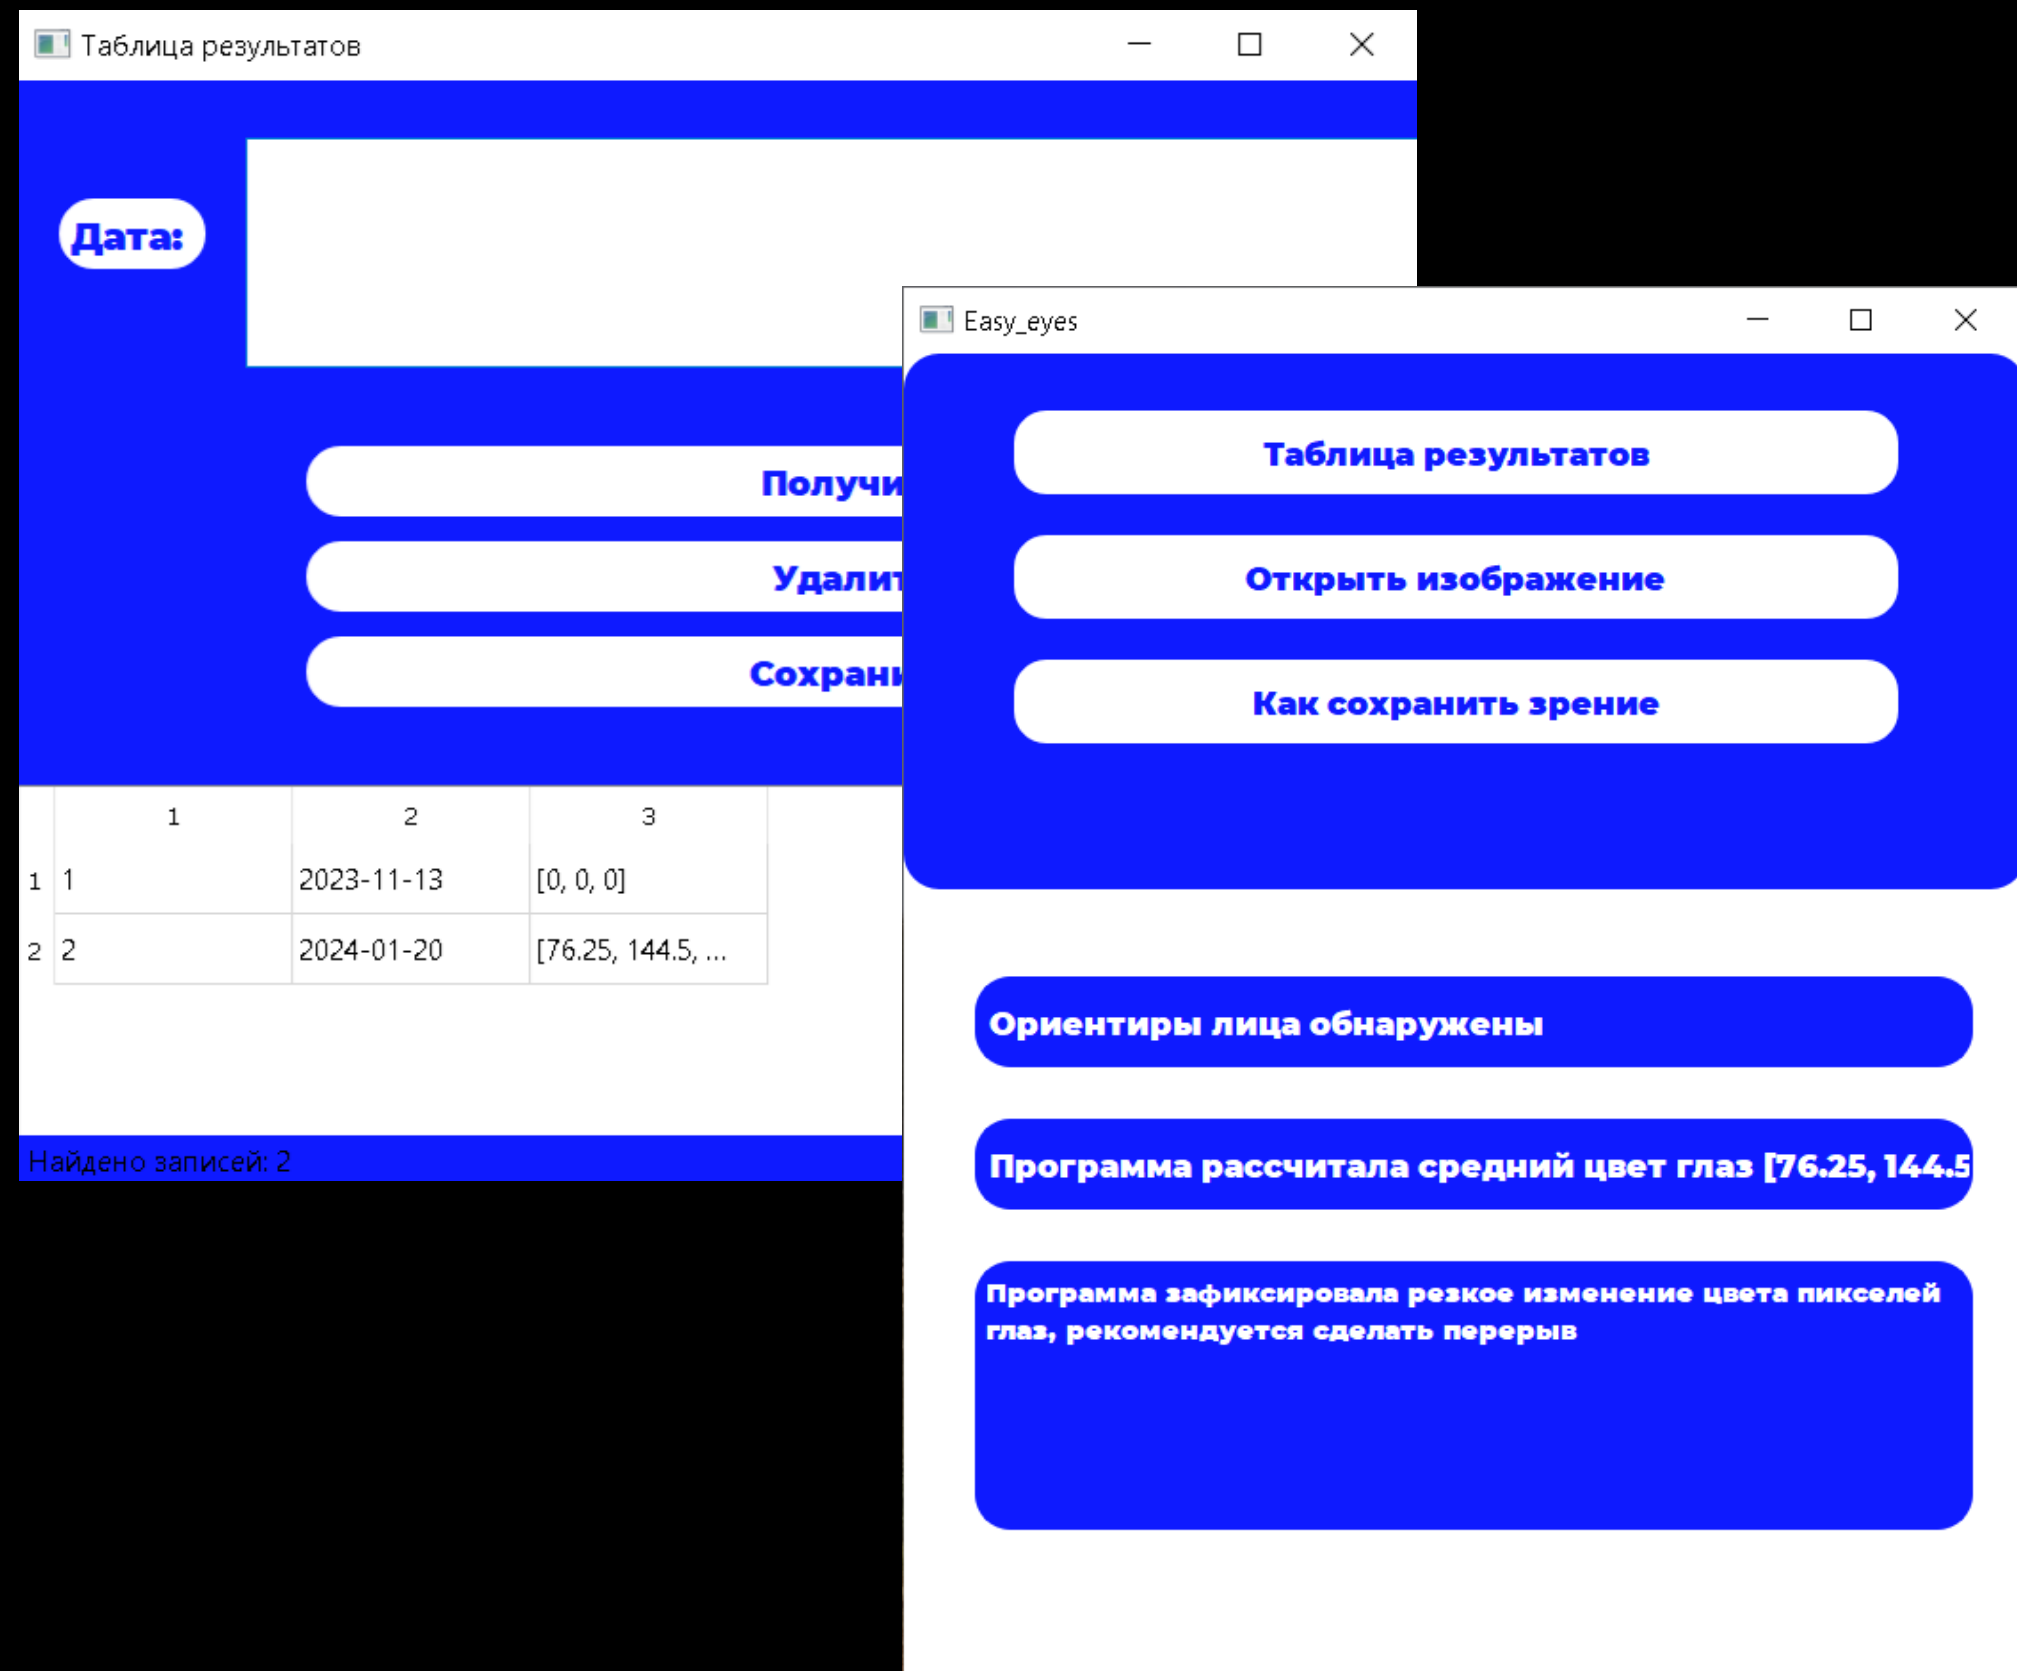 Таблица результатов
Дата:
Получи
Удалит
Сохрани
1 2 3
1 1 2023-11-13 [0, 0, 0]
2 2 2024-01-20 [76.25, 144.5, ...
Найдено записей: 2
Easy_eyes
Таблица результатов
Открыть изображение
Как сохранить зрение
Ориентиры лица обнаружены
Программа рассчитала средний цвет глаз [76.25, 144.5
Программа зафиксировала резкое изменение цвета пикселей
глаз, рекомендуется сделать перерыв